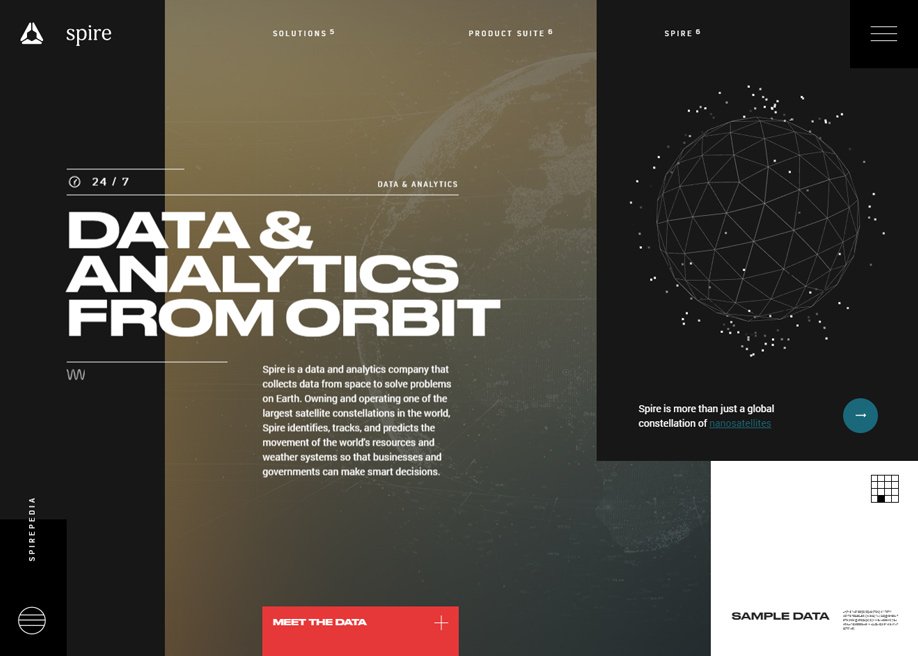 spire
SOLUTIONS 5
PRODUCT SUITE 6
SPIRE 6
24 / 7
DATA & ANALYTICS
DATA &
ANALYTICS
FROM ORBIT
Spire is a data and analytics company that
collects data from space to solve problems
on Earth. Owning and operating one of the
largest satellite constellations in the world,
Spire identifies, tracks, and predicts the
movement of the world's resources and
weather systems so that businesses and
governments can make smart decisions.
Spire is more than just a global
constellation of nanosatellites
SPIREPEDIA
MEET THE DATA
SAMPLE DATA